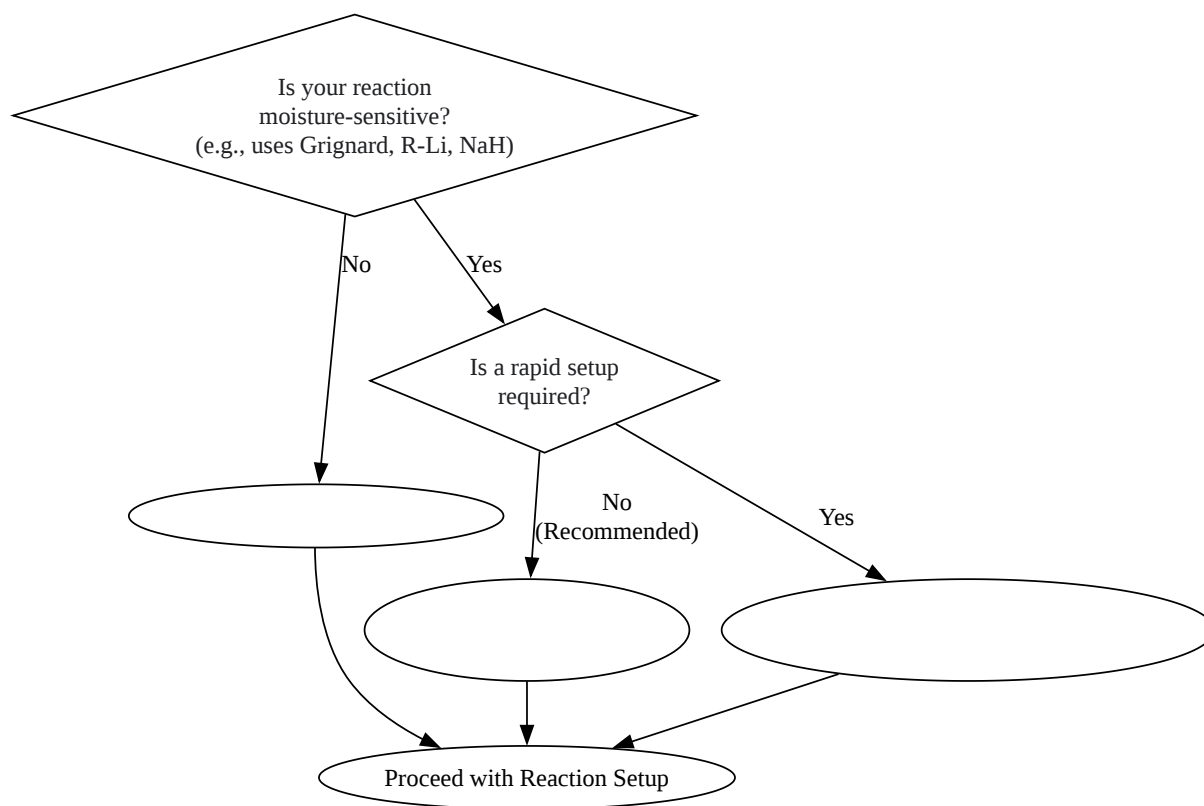 Is your reaction
moisture-sensitive?
(e.g., uses Grignard, R-Li, NaH)
No
Yes
Is a rapid setup
required?
No
(Recommended)
Yes
Proceed with Reaction Setup